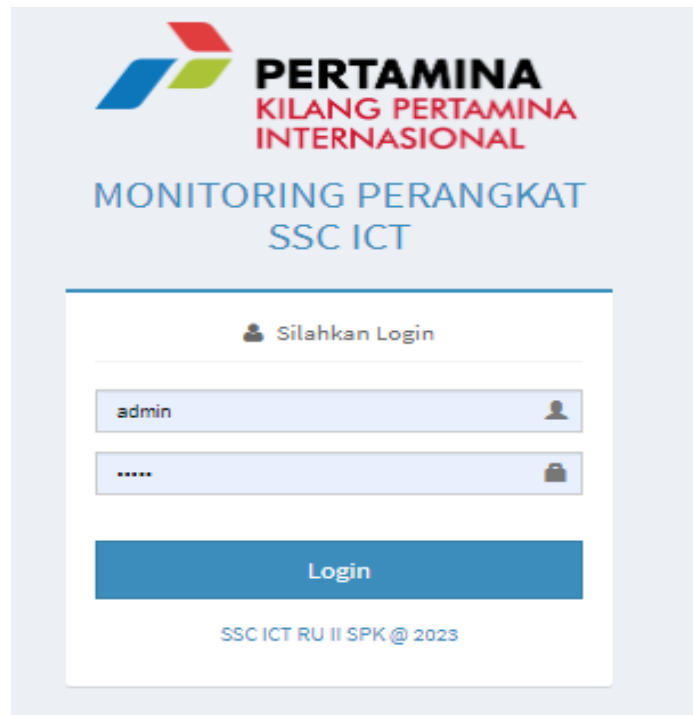 PERTAMINA
KILANG PERTAMINA
INTERNASIONAL
MONITORING PERANGKAT
SSC ICT
Silahkan Login
admin
•••••
Login
SSC ICT RU II SPK @ 2023